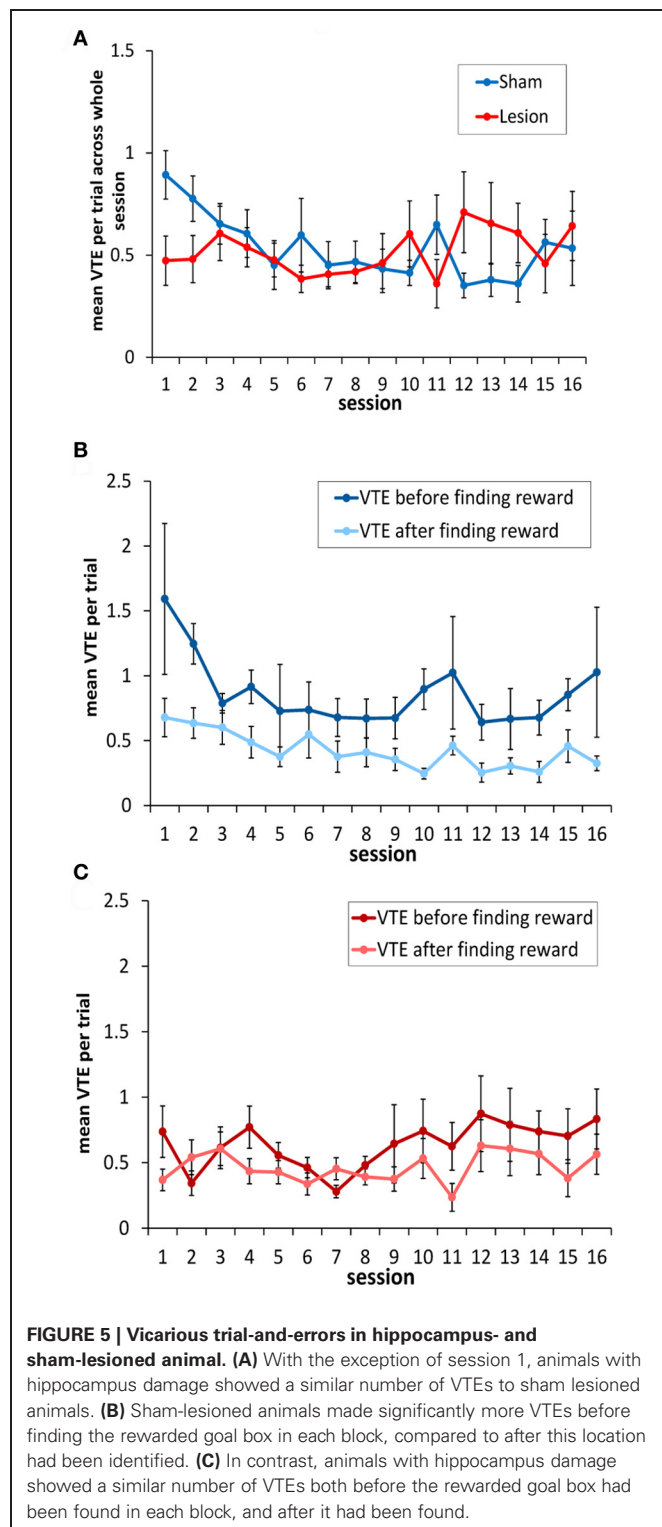 A
1.5
1
0.5
0
mean VTE per trial across whole
session
Sham
Lesion
1 2 3 4 5 6 7 8 9 10 11 12 13 14 15 16
session
B
2.5
2
1.5
1
0.5
0
mean VTE per trial
VTE before finding reward
VTE after finding reward
1 2 3 4 5 6 7 8 9 10 11 12 13 14 15 16
session
C
2.5
2
1.5
1
0.5
0
mean VTE per trial
VTE before finding reward
VTE after finding reward
1 2 3 4 5 6 7 8 9 10 11 12 13 14 15 16
session
FIGURE 5 | Vicarious trial-and-errors in hippocampus- and
sham-lesioned animal. (A) With the exception of session 1, animals with
hippocampus damage showed a similar number of VTEs to sham lesioned
animals. (B) Sham-lesioned animals made significantly more VTEs before
finding the rewarded goal box in each block, compared to after this location
had been identified. (C) In contrast, animals with hippocampus damage
showed a similar number of VTEs both before the rewarded goal box had
been found in each block, and after it had been found.